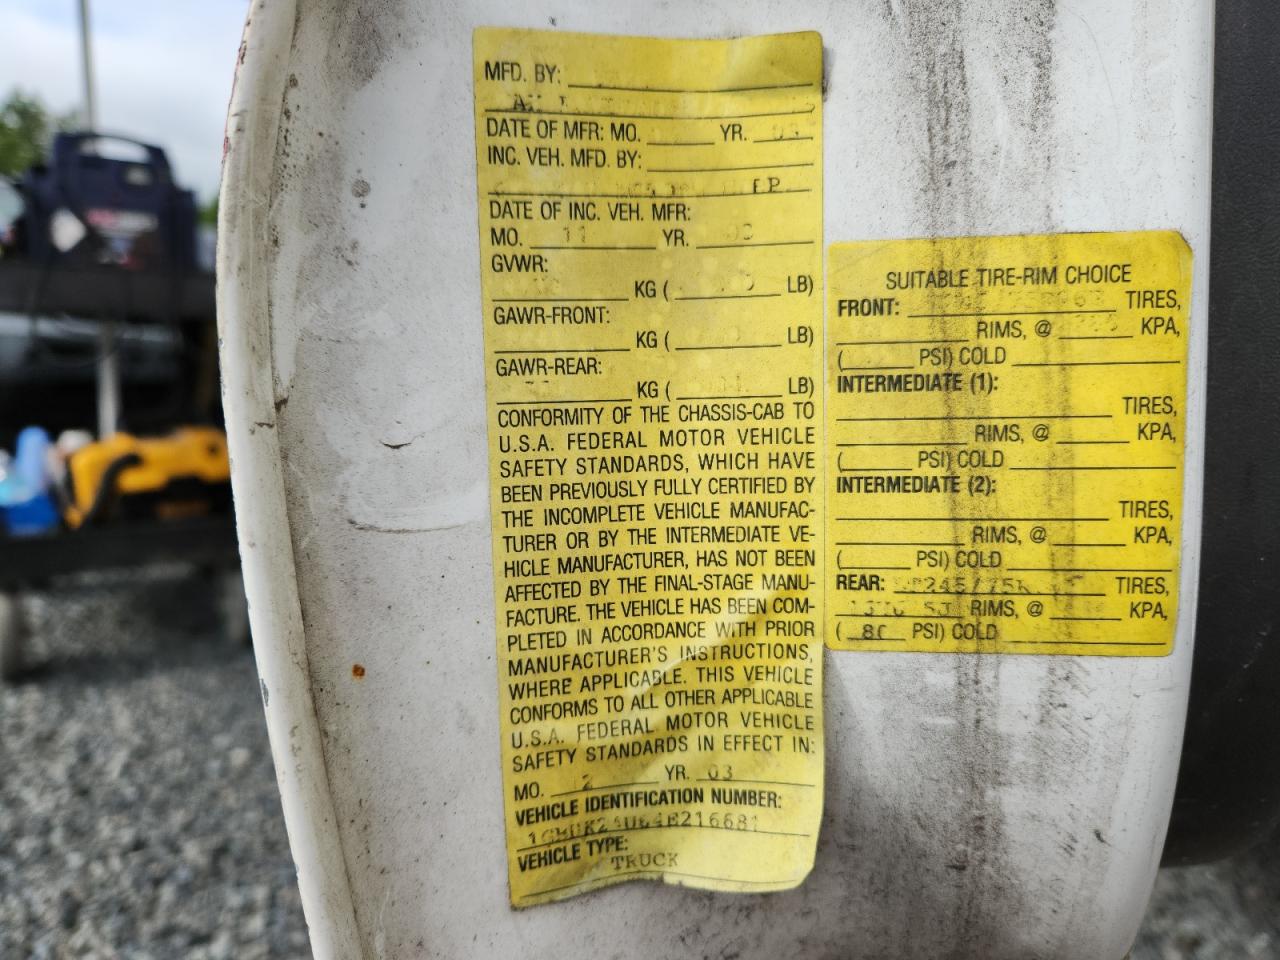 MFD. BY:
DATE OF MFR: MO. YR. 03
INC. VEH. MFD. BY:
DATE OF INC. VEH. MFR:
MO. 11 YR. 03
GVWR:
KG ( LB)
GAWR-FRONT:
KG ( LB)
GAWR-REAR:
KG ( LB)
CONFORMITY OF THE CHASSIS-CAB TO
U.S.A. FEDERAL MOTOR VEHICLE
SAFETY STANDARDS, WHICH HAVE
BEEN PREVIOUSLY FULLY CERTIFIED BY
THE INCOMPLETE VEHICLE MANUFAC-
TURER OR BY THE INTERMEDIATE VE-
HICLE MANUFACTURER, HAS NOT BEEN
AFFECTED BY THE FINAL-STAGE MANU-
FACTURE. THE VEHICLE HAS BEEN COM-
PLETED IN ACCORDANCE WITH PRIOR
MANUFACTURER'S INSTRUCTIONS,
WHERE APPLICABLE. THIS VEHICLE
CONFORMS TO ALL OTHER APPLICABLE
U.S.A. FEDERAL MOTOR VEHICLE
SAFETY STANDARDS IN EFFECT IN:
MO. YR. 03
VEHICLE IDENTIFICATION NUMBER:
VEHICLE TYPE:
TRUCK
SUITABLE TIRE-RIM CHOICE
FRONT: TIRES,
RIMS, @ KPA,
( PSI) COLD
INTERMEDIATE (1):
TIRES,
RIMS, @ KPA,
( PSI) COLD
INTERMEDIATE (2):
TIRES,
RIMS, @ KPA,
( PSI) COLD
REAR: TIRES,
RIMS, @ KPA,
( PSI) COLD